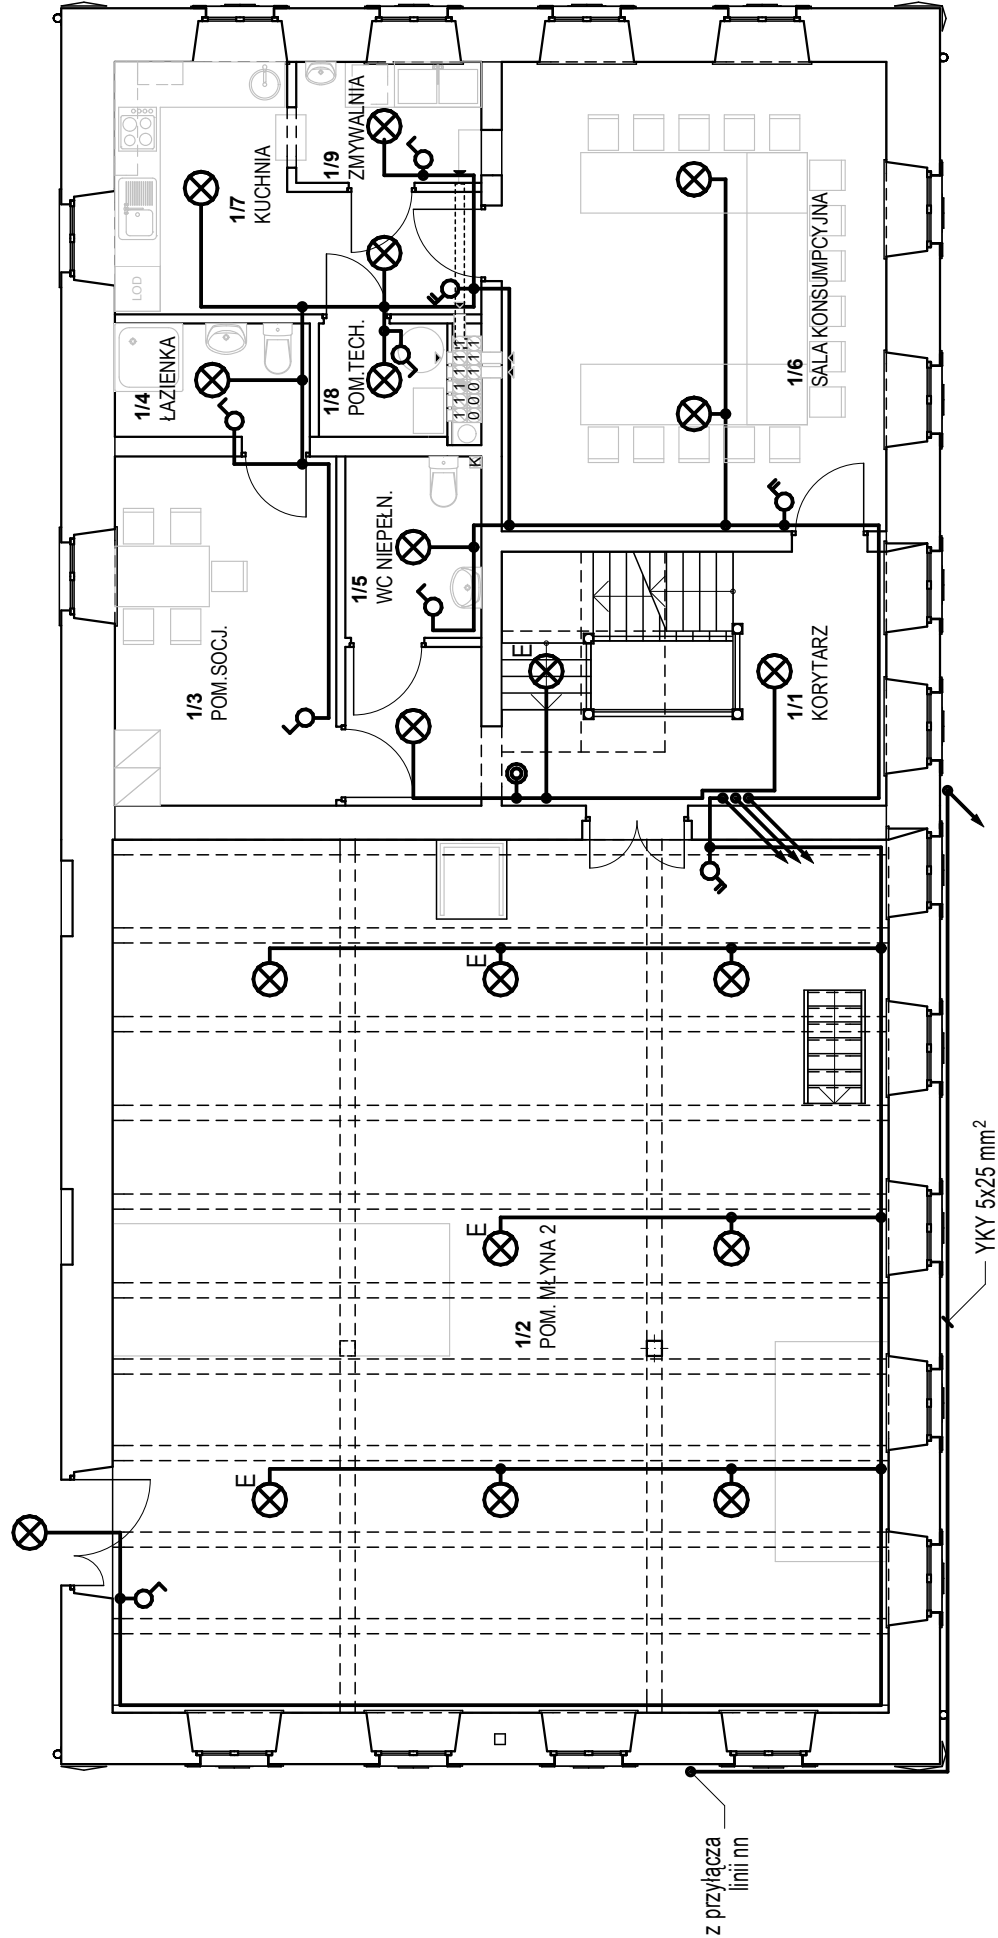 1/7
KUCHNIA
1/9
ZMYWALNIA
LOD
1/4
ŁAZIENKA
1/8
POM.TECH.
1/6
SALA KONSUMPCYJNA
K
1/3
POM.SOCJ.
1/5
WC NIEPEŁN.
E
1/1
KORYTARZ
E
E
1/2
POM. MŁYNA 2
E
YKY 5x25 mm²
z przyłącza
linii nn